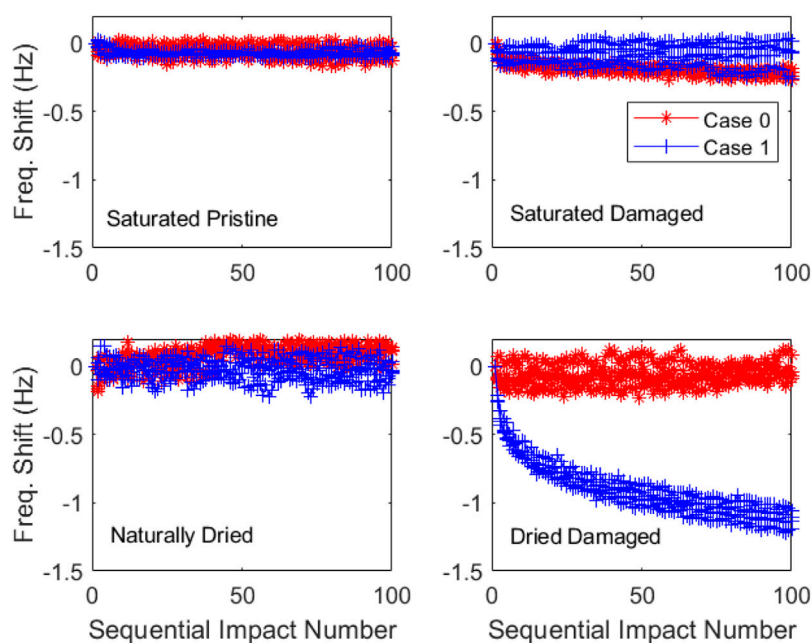 0
-0.5
-1
-1.5
Freq. Shift (Hz)
Saturated Pristine
0
50
100
0
-0.5
-1
-1.5
Case 0
Case 1
Saturated Damaged
0
50
100
0
-0.5
-1
-1.5
Freq. Shift (Hz)
Naturally Dried
0
50
100
Sequential Impact Number
0
-0.5
-1
-1.5
Dried Damaged
0
50
100
Sequential Impact Number